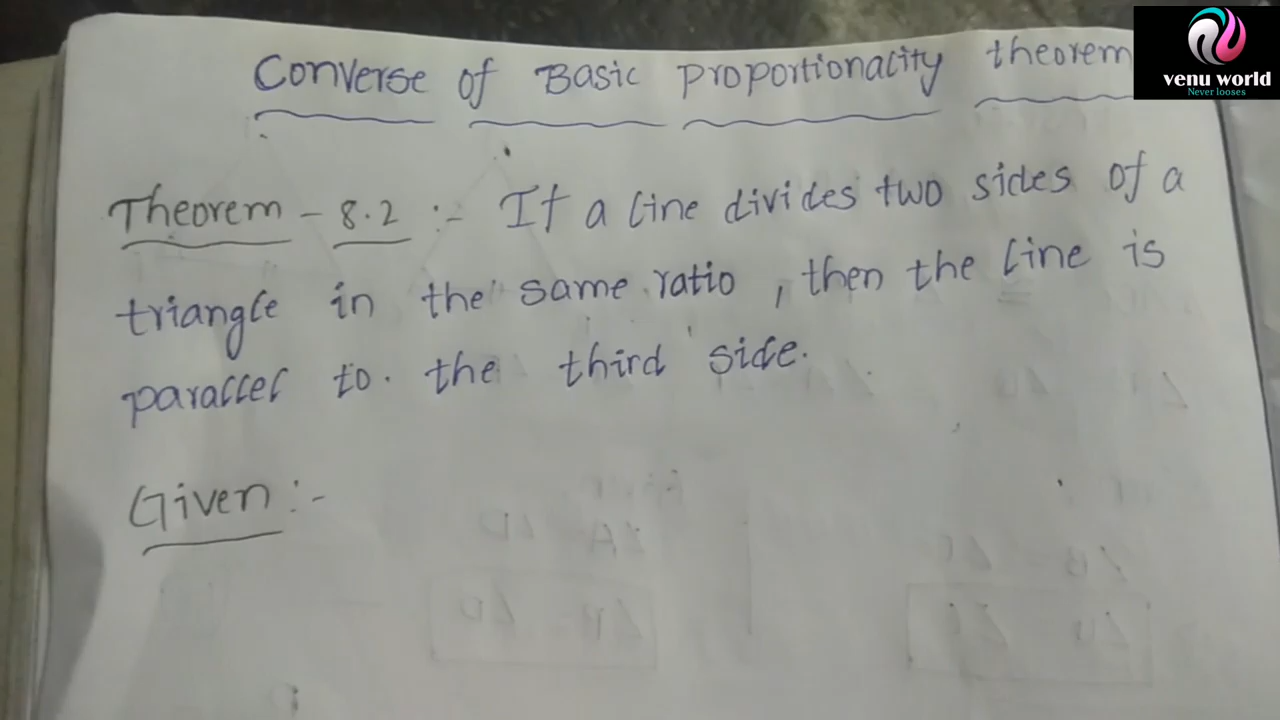 Converse of Basic proportionality theorem
venu world
Never looses
Theorem - 8.2 :- If a line divides two sides of a
triangle in the same ratio, then the line is
parallel to. the third side.
Given :-